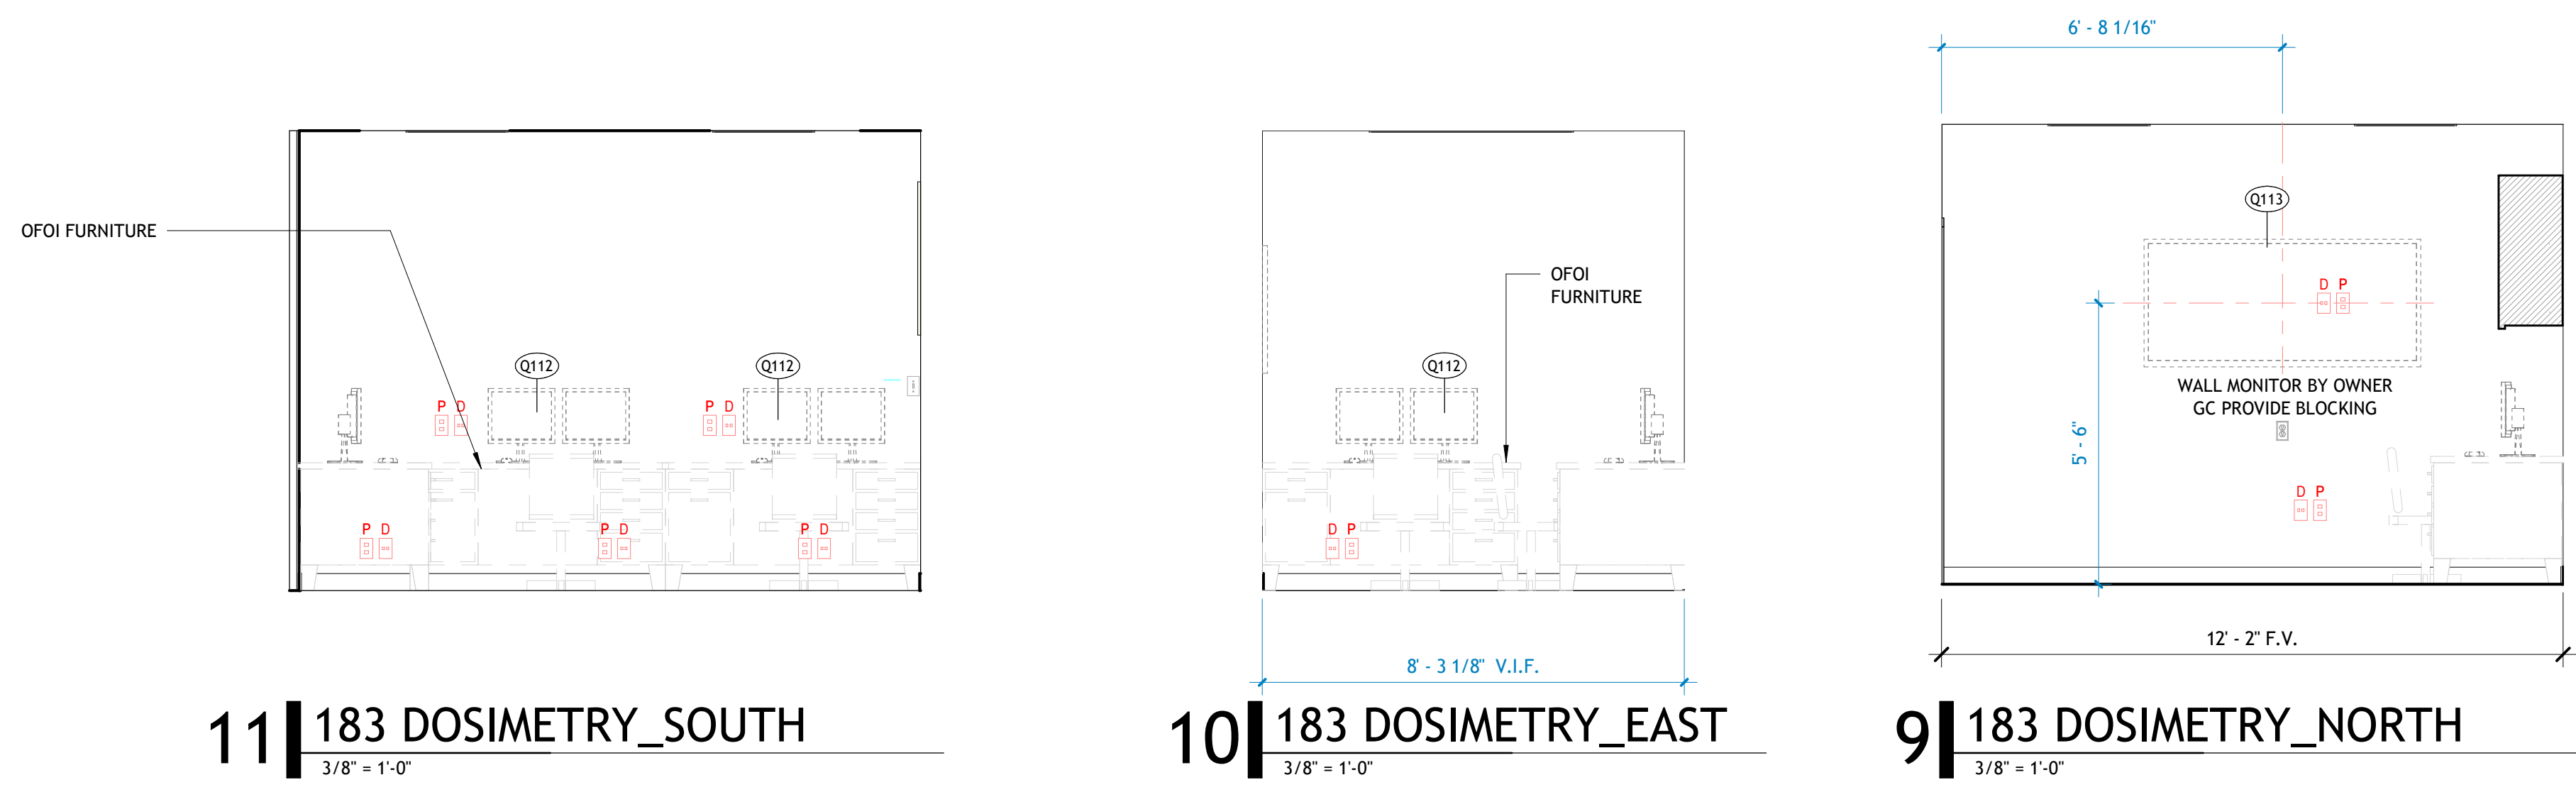 OFOI FURNITURE
Q112
Q112
P D
P D
P D
P D
P D
11
183 DOSIMETRY_SOUTH
3/8" = 1'-0"
OFOI
FURNITURE
Q112
D P
8' - 3 1/8" V.I.F.
10
183 DOSIMETRY_EAST
3/8" = 1'-0"
6' - 8 1/16"
Q113
D P
WALL MONITOR BY OWNER
GC PROVIDE BLOCKING
5' - 6"
D P
12' - 2" F.V.
9
183 DOSIMETRY_NORTH
3/8" = 1'-0"